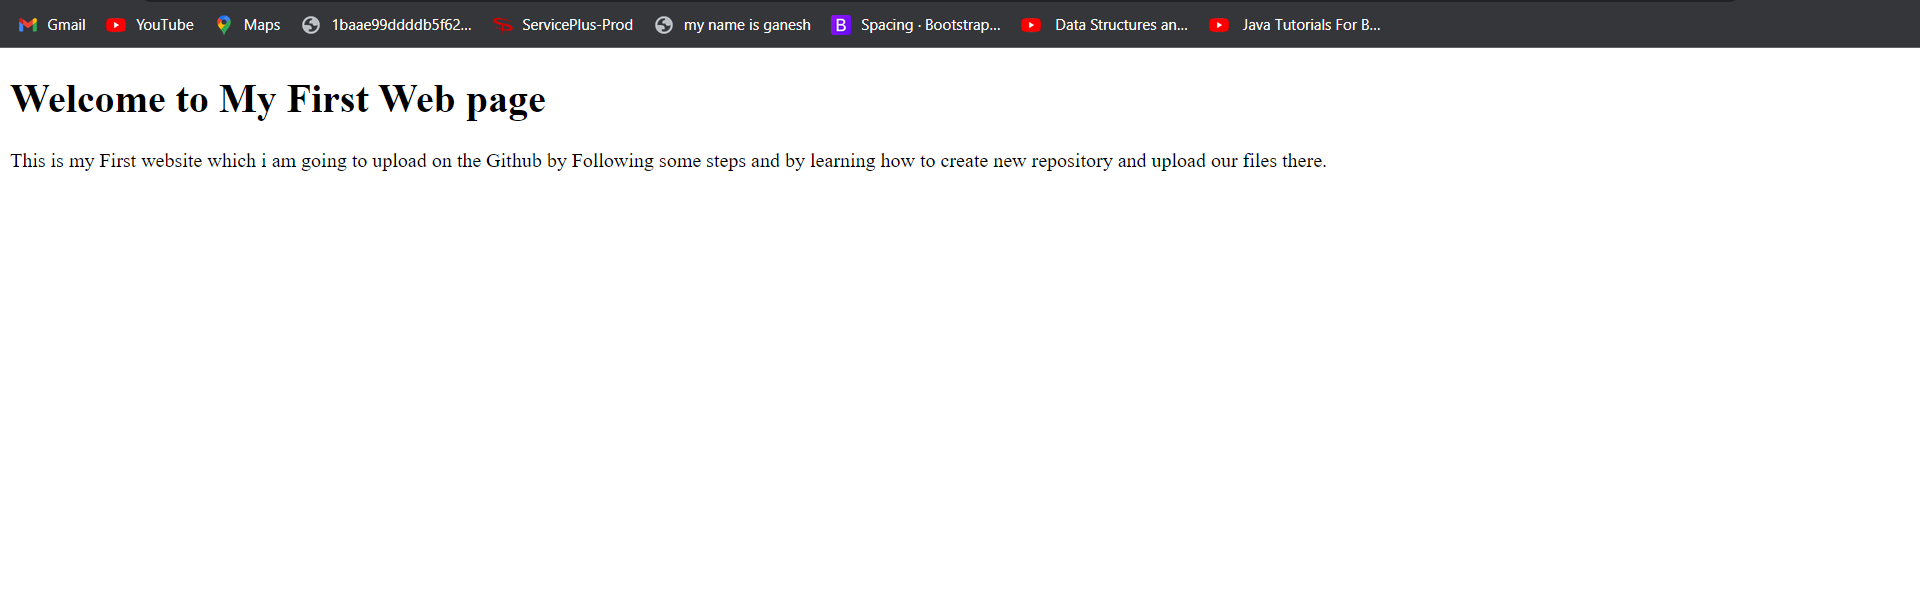 Gmail YouTube Maps 1baae99ddddb5f62... ServicePlus-Prod my name is ganesh B Spacing · Bootstrap... Data Structures an... Java Tutorials For B...
Welcome to My First Web page
This is my First website which i am going to upload on the Github by Following some steps and by learning how to create new repository and upload our files there.